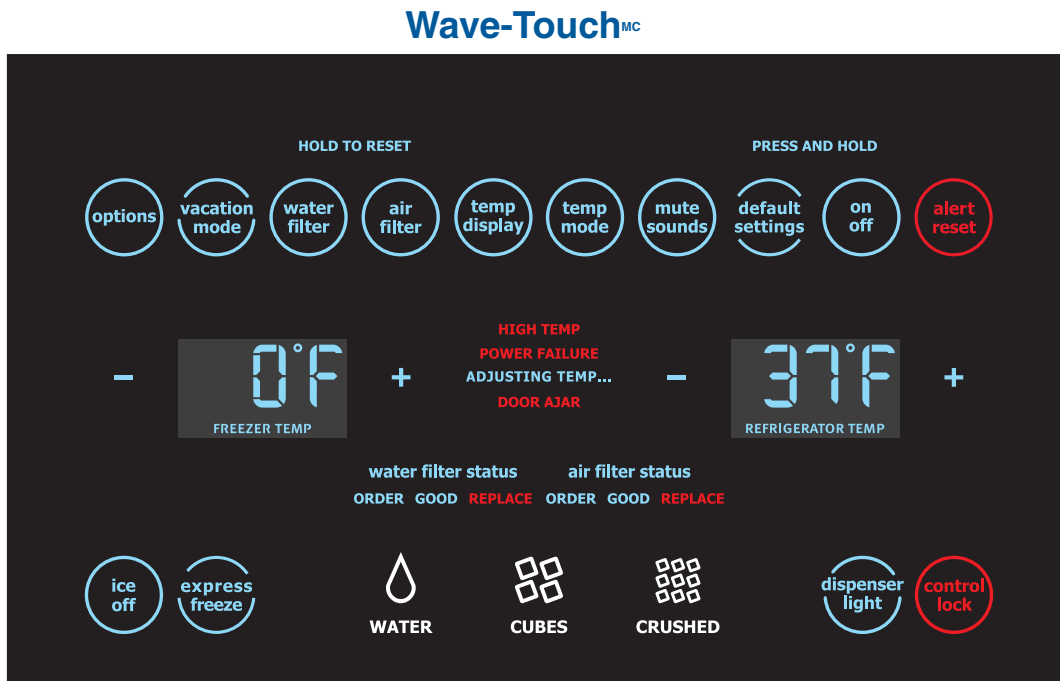 Wave-Touch MC
HOLD TO RESET PRESS AND HOLD
options vacation mode water filter air filter temp display temp mode mute sounds default settings on off alert reset
HIGH TEMP
POWER FAILURE
ADJUSTING TEMP...
DOOR AJAR
- 0°F + - 37°F +
FREEZER TEMP REFRIGERATOR TEMP
water filter status air filter status
ORDER GOOD REPLACE ORDER GOOD REPLACE
ice off express freeze dispenser light control lock
WATER CUBES CRUSHED